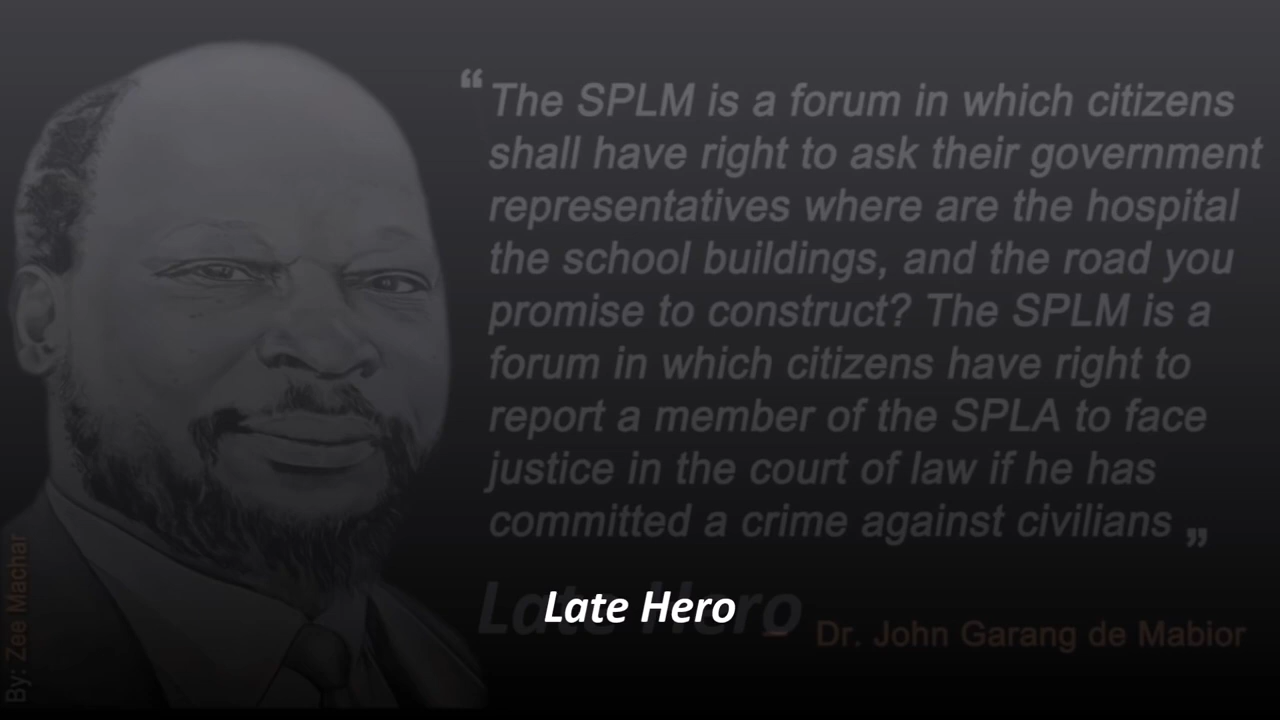 “ The SPLM is a forum in which citizens
shall have right to ask their government
representatives where are the hospital
the school buildings, and the road you
promise to construct? The SPLM is a
forum in which citizens have right to
report a member of the SPLA to face
justice in the court of law if he has
committed a crime against civilians „
Late Hero
Late Hero
– Dr. John Garang de Mabior
By: Zee Machar